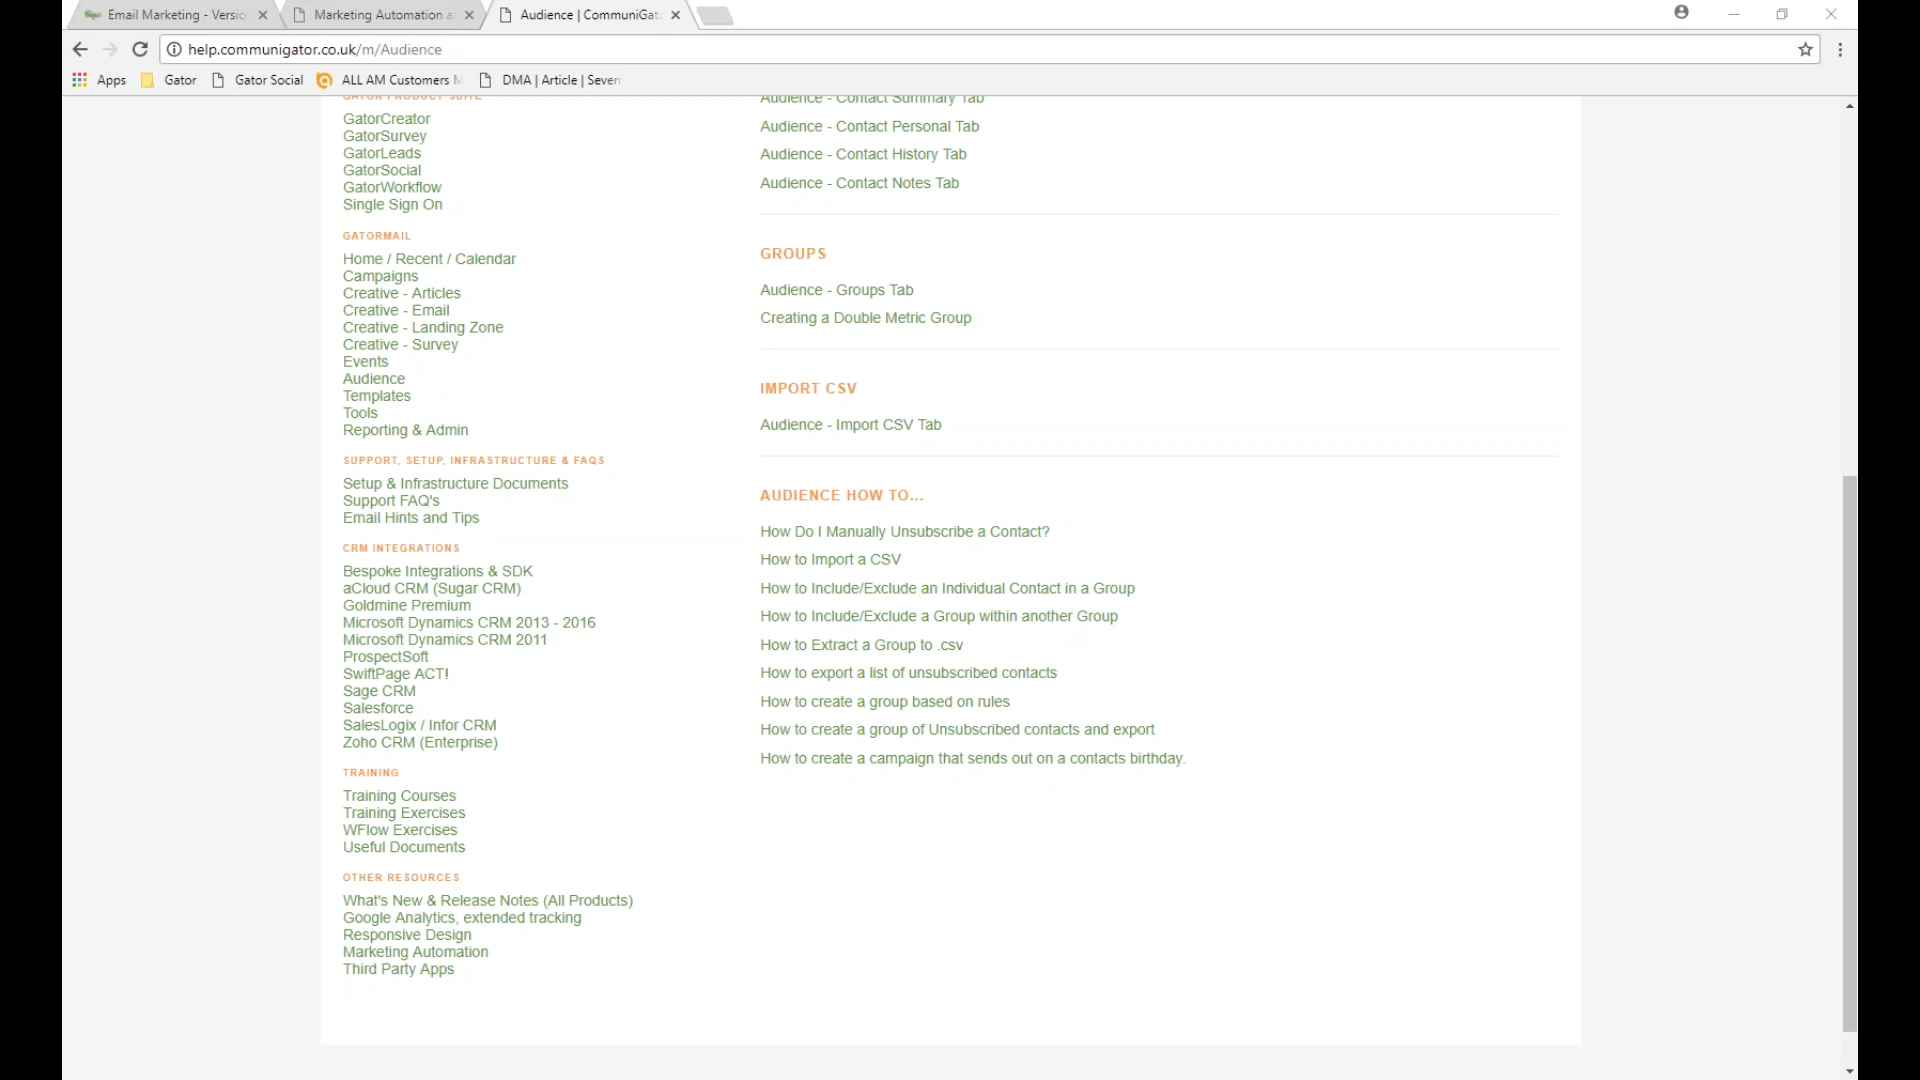 Email Marketing - Versio
Marketing Automation a
Audience | CommuniGato
help.communigator.co.uk/m/Audience
Apps
Gator
Gator Social
ALL AM Customers M
DMA | Article | Seven
GATOR PRODUCT SUITE
GatorCreator
GatorSurvey
GatorLeads
GatorSocial
GatorWorkflow
Single Sign On
GATORMAIL
Home / Recent / Calendar
Campaigns
Creative - Articles
Creative - Email
Creative - Landing Zone
Creative - Survey
Events
Audience
Templates
Tools
Reporting & Admin
SUPPORT, SETUP, INFRASTRUCTURE & FAQS
Setup & Infrastructure Documents
Support FAQ's
Email Hints and Tips
CRM INTEGRATIONS
Bespoke Integrations & SDK
aCloud CRM (Sugar CRM)
Goldmine Premium
Microsoft Dynamics CRM 2013 - 2016
Microsoft Dynamics CRM 2011
ProspectSoft
SwiftPage ACT!
Sage CRM
Salesforce
SalesLogix / Infor CRM
Zoho CRM (Enterprise)
TRAINING
Training Courses
Training Exercises
WFlow Exercises
Useful Documents
OTHER RESOURCES
What's New & Release Notes (All Products)
Google Analytics, extended tracking
Responsive Design
Marketing Automation
Third Party Apps
Audience - Contact Summary Tab
Audience - Contact Personal Tab
Audience - Contact History Tab
Audience - Contact Notes Tab
GROUPS
Audience - Groups Tab
Creating a Double Metric Group
IMPORT CSV
Audience - Import CSV Tab
AUDIENCE HOW TO...
How Do I Manually Unsubscribe a Contact?
How to Import a CSV
How to Include/Exclude an Individual Contact in a Group
How to Include/Exclude a Group within another Group
How to Extract a Group to .csv
How to export a list of unsubscribed contacts
How to create a group based on rules
How to create a group of Unsubscribed contacts and export
How to create a campaign that sends out on a contacts birthday.